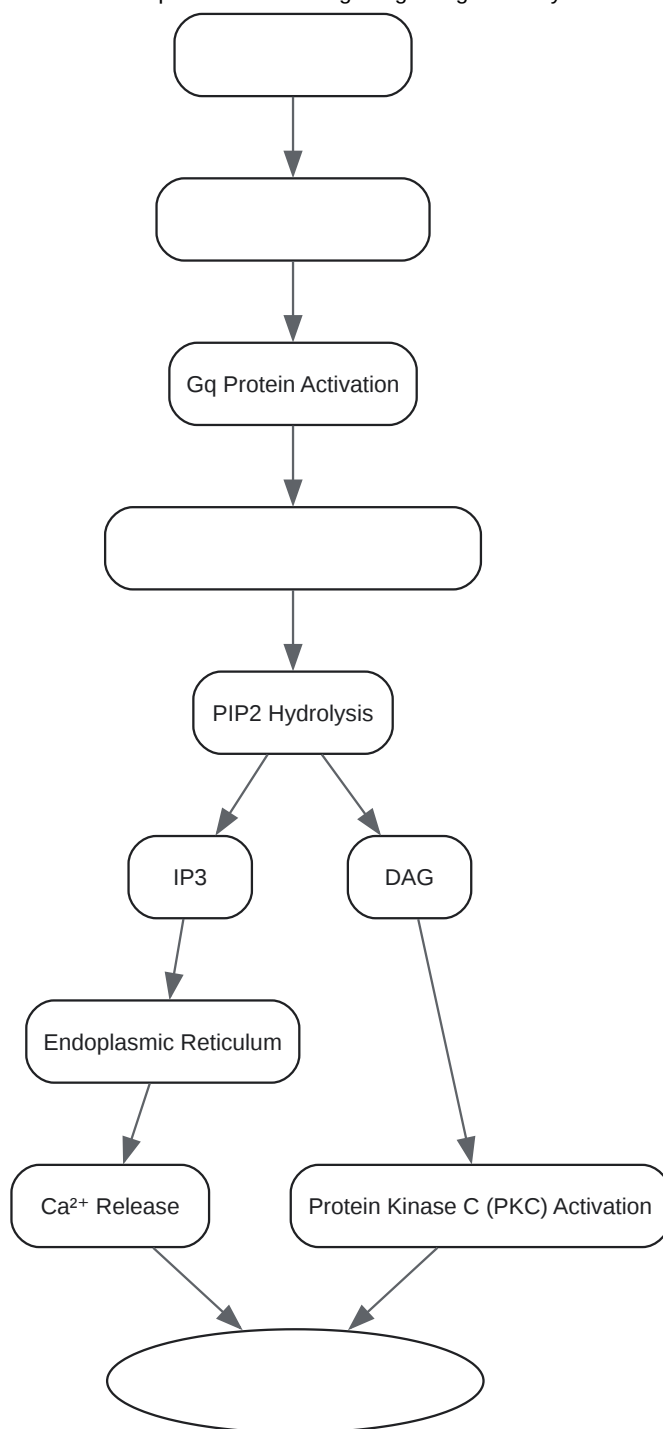 Gq Protein Activation
PIP2 Hydrolysis
IP3
DAG
Endoplasmic Reticulum
Ca²⁺ Release
Protein Kinase C (PKC) Activation